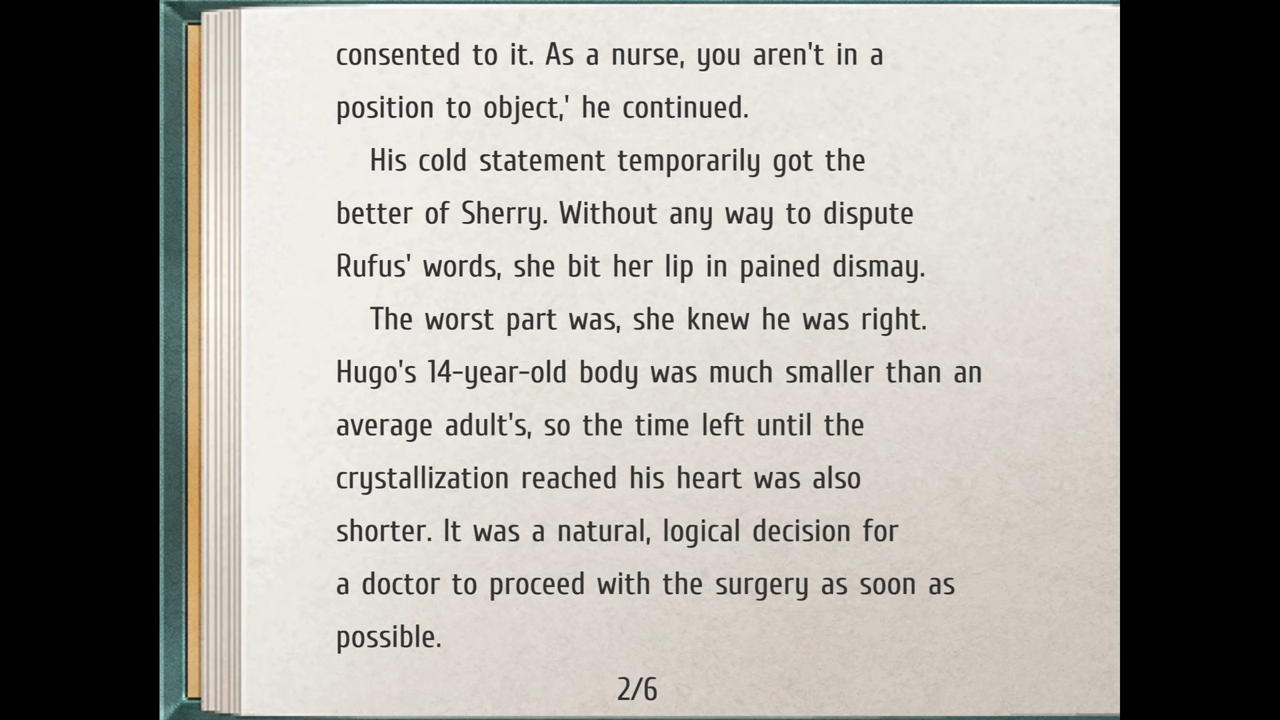 consented to it. As a nurse, you aren't in a
position to object,' he continued.
His cold statement temporarily got the
better of Sherry. Without any way to dispute
Rufus' words, she bit her lip in pained dismay.
The worst part was, she knew he was right.
Hugo's 14-year-old body was much smaller than an
average adult's, so the time left until the
crystallization reached his heart was also
shorter. It was a natural, logical decision for
a doctor to proceed with the surgery as soon as
possible.
2/6